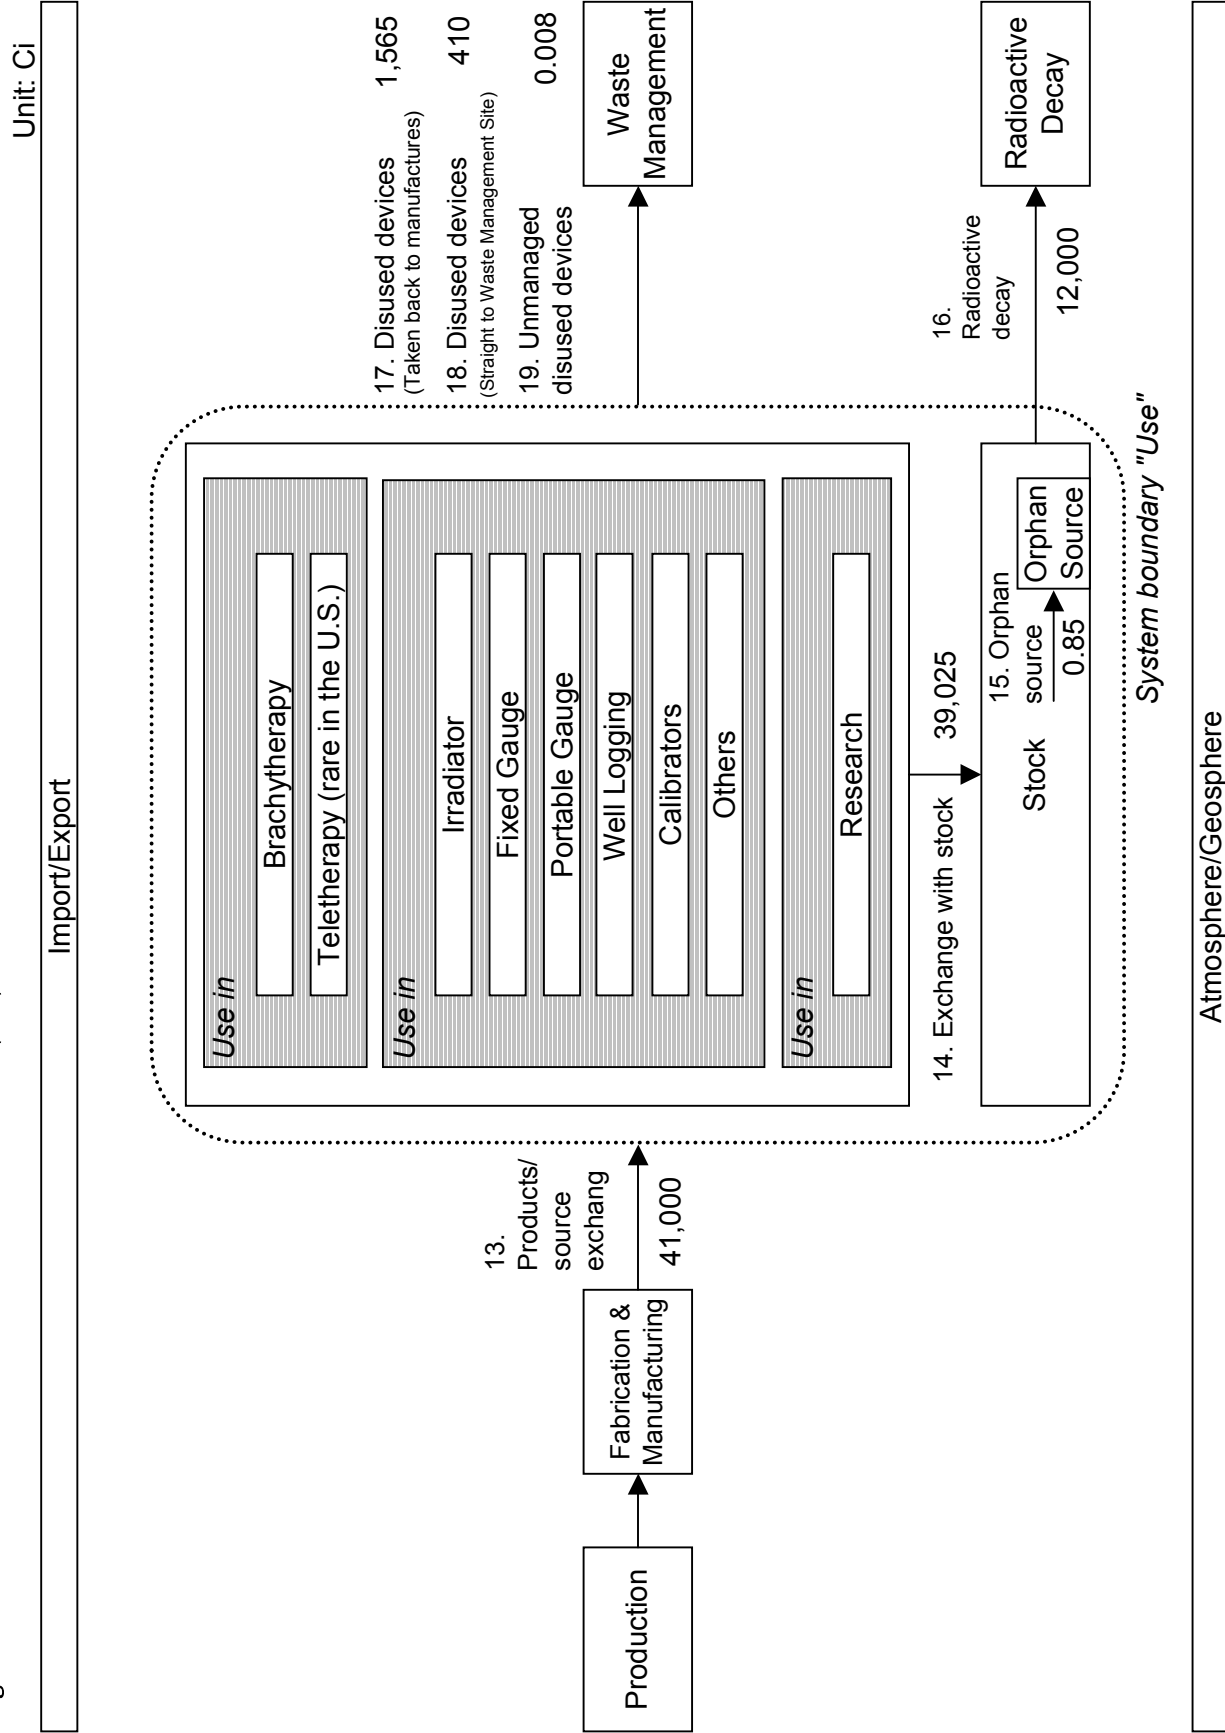 Unit: Ci
Import/Export
Production
Fabrication &
Manufacturing
13.
Products/
source
exchang
41,000
Use in
Brachytherapy
Teletherapy (rare in the U.S.)
Use in
Irradiator
Fixed Gauge
Portable Gauge
Well Logging
Calibrators
Others
Use in
Research
14. Exchange with stock 39,025
Stock
15. Orphan
source
0.85
Orphan
Source
System boundary "Use"
17. Disused devices 1,565
(Taken back to manufactures)
18. Disused devices 410
(Straight to Waste Management Site)
19. Unmanaged
disused devices 0.008
Waste
Management
16.
Radioactive
decay
12,000
Radioactive
Decay
Atmosphere/Geosphere